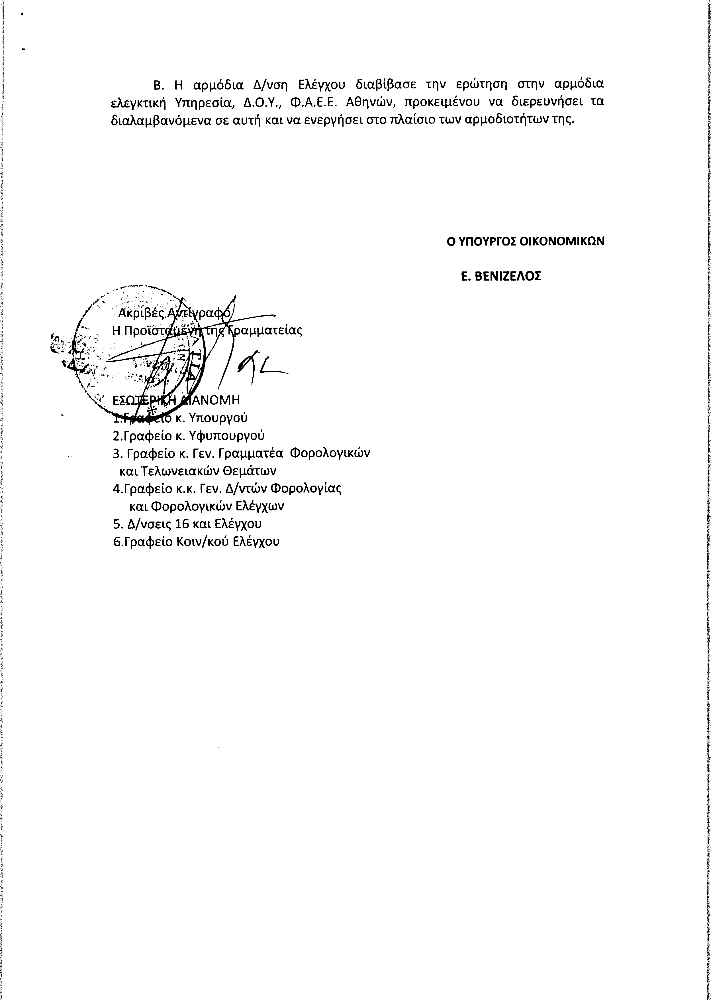 Β. Η αρμόδια Δ/νση Ελέγχου διαβίβασε την ερώτηση στην αρμόδια
ελεγκτική Υπηρεσία, Δ.Ο.Υ., Φ.Α.Ε.Ε. Αθηνών, προκειμένου να διερευνήσει τα
διαλαμβανόμενα σε αυτή και να ενεργήσει στο πλαίσιο των αρμοδιοτήτων της.
Ο ΥΠΟΥΡΓΟΣ ΟΙΚΟΝΟΜΙΚΩΝ
Ε. ΒΕΝΙΖΕΛΟΣ
Ακριβές Αντίγραφο
Η Προϊσταμένη της Γραμματείας
ΕΣΩΤΕΡΙΚΗ ΔΙΑΝΟΜΗ
1.Γραφείο κ. Υπουργού
2.Γραφείο κ. Υφυπουργού
3. Γραφείο κ. Γεν. Γραμματέα Φορολογικών
και Τελωνειακών Θεμάτων
4.Γραφείο κ.κ. Γεν. Δ/ντών Φορολογίας
και Φορολογικών Ελέγχων
5. Δ/νσεις 16 και Ελέγχου
6.Γραφείο Κοιν/κού Ελέγχου